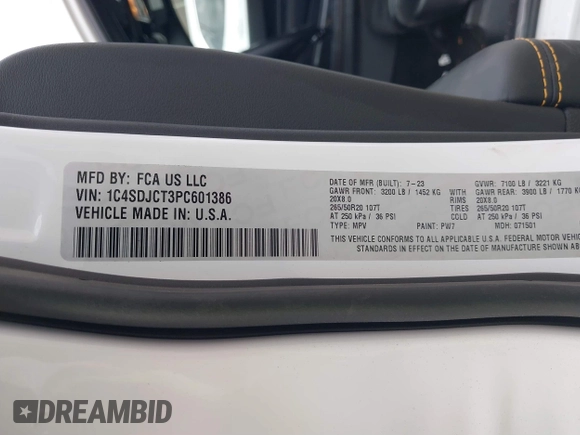 MFD BY: FCA US LLC
VIN: 1C4SDJCT3PC601386
VEHICLE MADE IN U.S.A.
DATE OF MFR (BUILT): 7-23 GVWR: 7100 LB / 3221 KG
GAWR FRONT: 3200 LB / 1452 KG GAWR REAR: 3900 LB / 1770 KG
20X8.0 RIMS 20X8.0
265/50R20 107T TIRES 265/50R20 107T
AT 250 kPa / 36 PSI AT 250 kPa / 36 PSI
TYPE: MPV PAINT: PW7 MDH: 071501
THIS VEHICLE CONFORMS TO ALL APPLICABLE U.S.A. FEDERAL MOTOR VEHIC
STANDARDS IN EFFECT ON THE DATE OF MANUFACTURE SHOWN AB
DREAMBID